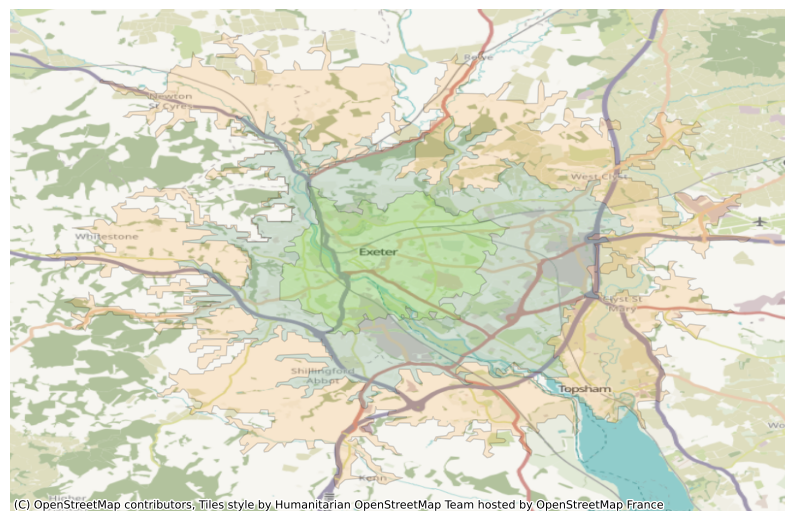 Rewe
Newton
St Cyres
West Clyst
Whitestone
Exeter
Clyst St
Mary
Shillingford
Abbot
Topsham
Kenn
Higher
(C) OpenStreetMap contributors, Tiles style by Humanitarian OpenStreetMap Team hosted by OpenStreetMap France